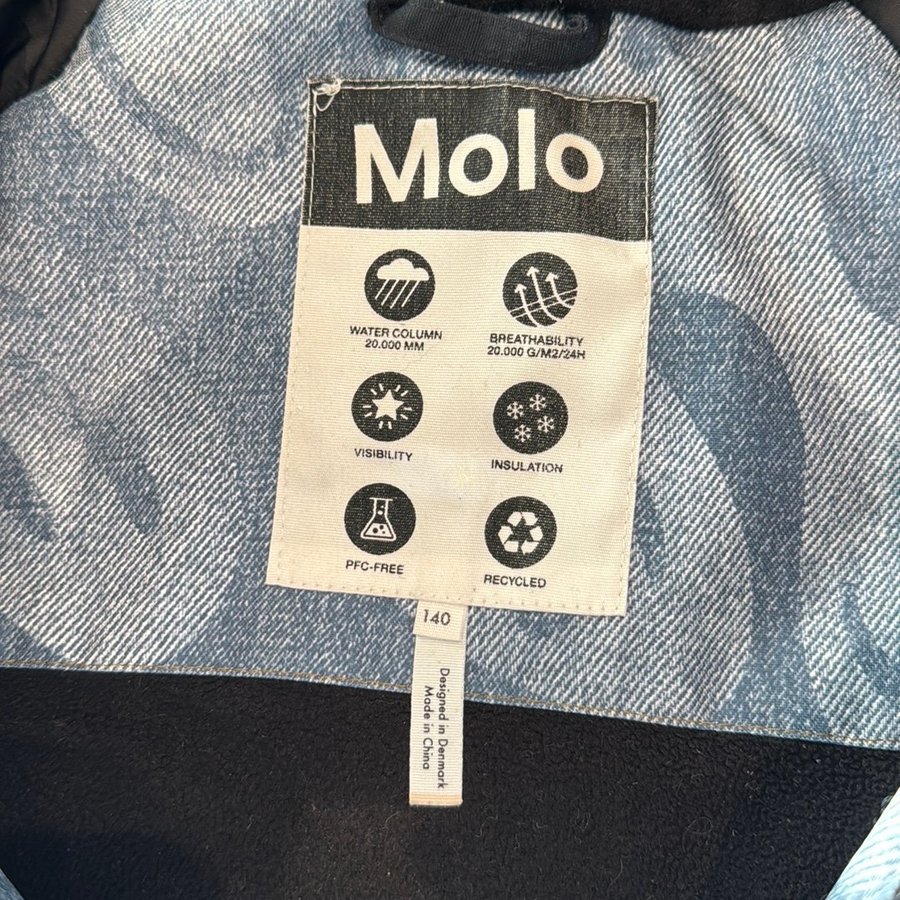 Molo
WATER COLUMN
20.000 MM
BREATHABILITY
20.000 G/M2/24H
VISIBILITY
INSULATION
PFC-FREE
RECYCLED
140
Designed in Denmark
Made in China